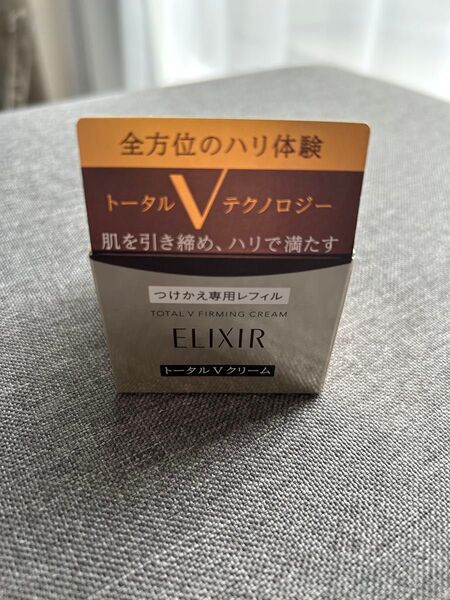 全方位のハリ体験
トータルVテクノロジー
肌を引き締め、ハリで満たす
つけかえ専用レフィル
TOTAL V FIRMING CREAM
ELIXIR
トータルVクリーム